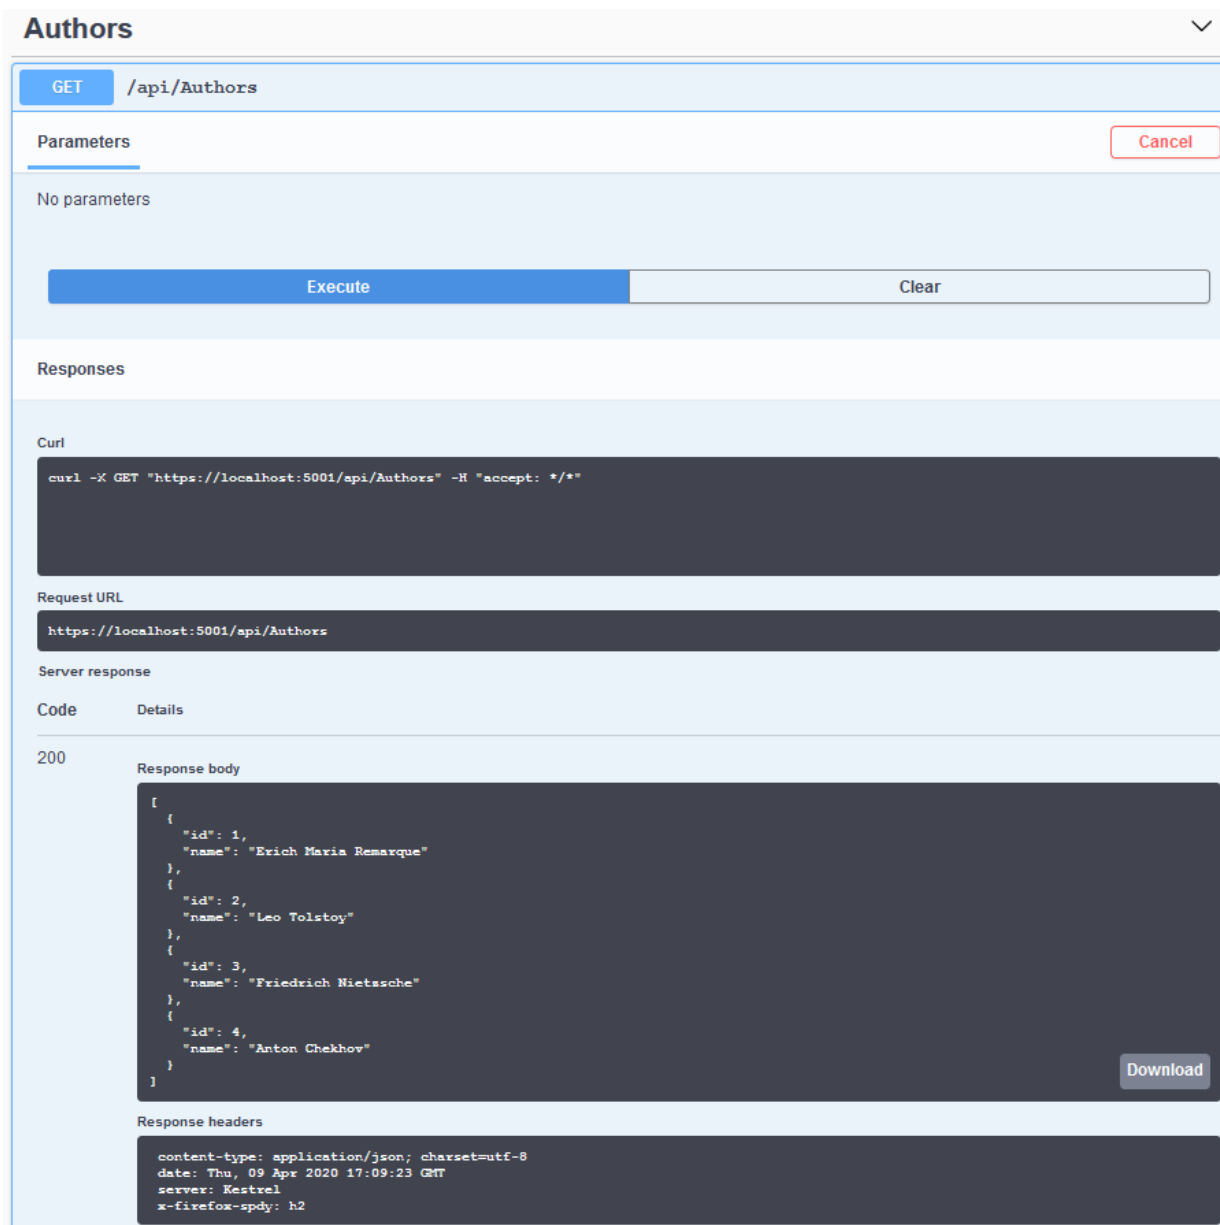 Authors
GET /api/Authors
Parameters Cancel
No parameters
Execute Clear
Responses
Curl
curl -X GET "https://localhost:5001/api/Authors" -H "accept: */*"
Request URL
https://localhost:5001/api/Authors
Server response
Code Details
200
Response body
[
  {
    "id": 1,
    "name": "Erich Maria Remarque"
  },
  {
    "id": 2,
    "name": "Leo Tolstoy"
  },
  {
    "id": 3,
    "name": "Friedrich Nietzsche"
  },
  {
    "id": 4,
    "name": "Anton Chekhov"
  }
]
Download
Response headers
content-type: application/json; charset=utf-8
date: Thu, 09 Apr 2020 17:09:23 GMT
server: Kestrel
x-firefox-spdy: h2